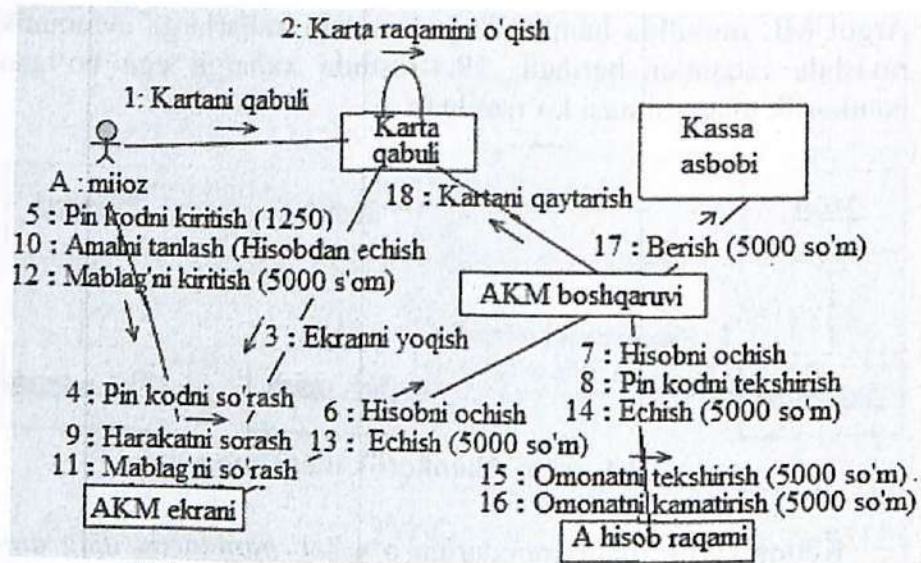 2: Karta raqamini o'qish
1: Kartani qabuli
Karta
qabuli
Kassa
asbobi
A : miioz
5 : Pin kodni kiritish (1250)
10 : Amalni tanlash (Hisobdan echish
12 : Mablag'ni kiritish (5000 s'om)
18 : Kartani qaytarish
17 : Berish (5000 so'm)
AKM boshqaruvi
3 : Ekranni yoqish
4 : Pin kodni so'rash
9 : Harakatni sorash
11 : Mablag'ni so'rash
6 : Hisobni ochish
13 : Echish (5000 so'm)
7 : Hisobni ochish
8 : Pin kodni tekshirish
14 : Echish (5000 so'm)
15 : Omonatni tekshirish (5000 so'm)
16 : Omonatni kamatirish (5000 so'm)
AKM ekrani
A hisob raqami